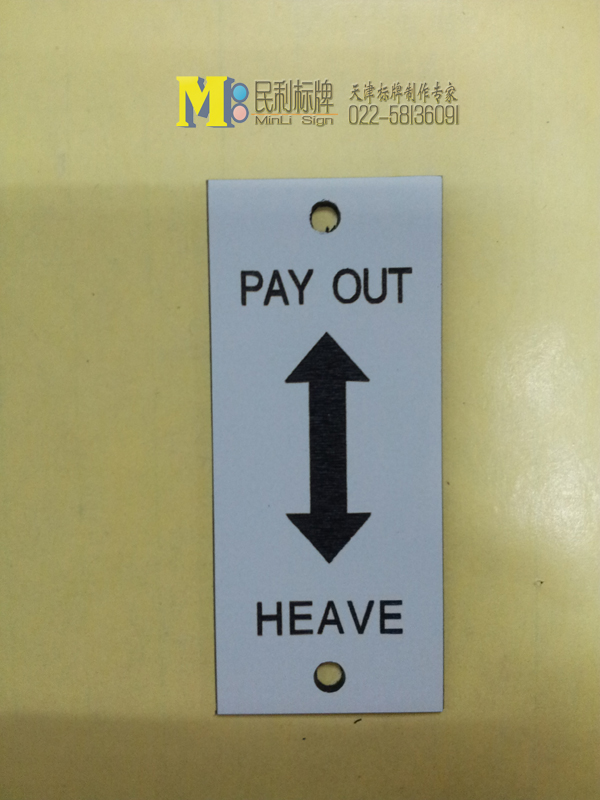 M 民利标牌 天津标牌制作专家
MinLi Sign 022-58136091
PAY OUT
HEAVE